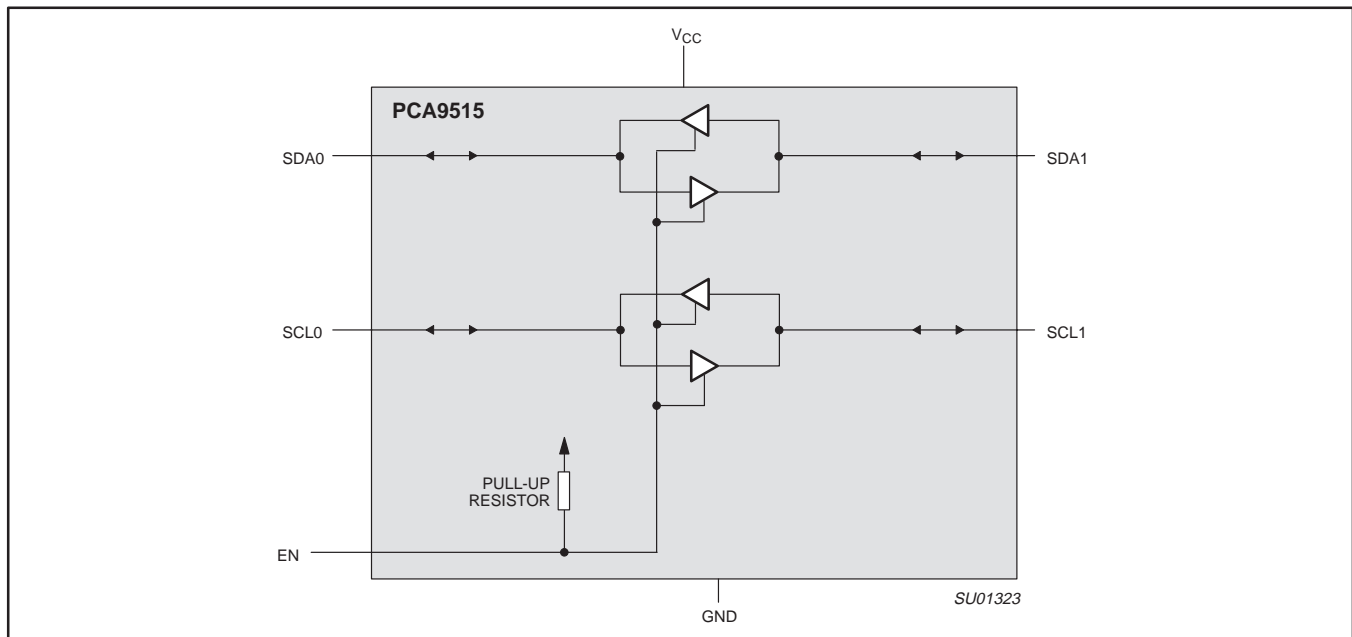 VCC
PCA9515
SDA0
SDA1
SCL0
SCL1
PULL-UP
RESISTOR
EN
SU01323
GND